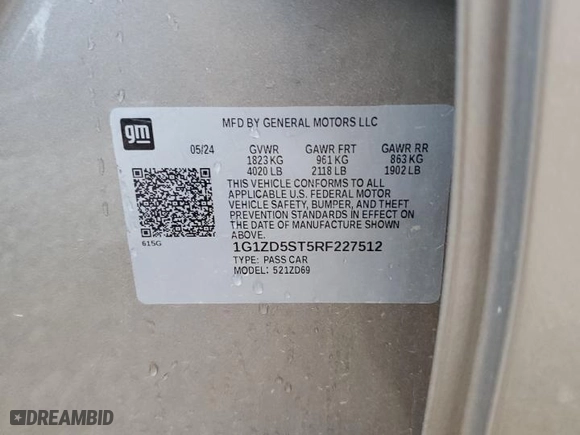 gm
MFD BY GENERAL MOTORS LLC
05/24 GVWR GAWR FRT GAWR RR
1823 KG 961 KG 863 KG
4020 LB 2118 LB 1902 LB
THIS VEHICLE CONFORMS TO ALL
APPLICABLE U.S. FEDERAL MOTOR
VEHICLE SAFETY, BUMPER, AND THEFT
PREVENTION STANDARDS IN EFFECT ON
THE DATE OF MANUFACTURE SHOWN
ABOVE.
615G
1G1ZD5ST5RF227512
TYPE: PASS CAR
MODEL: 521ZD69
DREAMBID